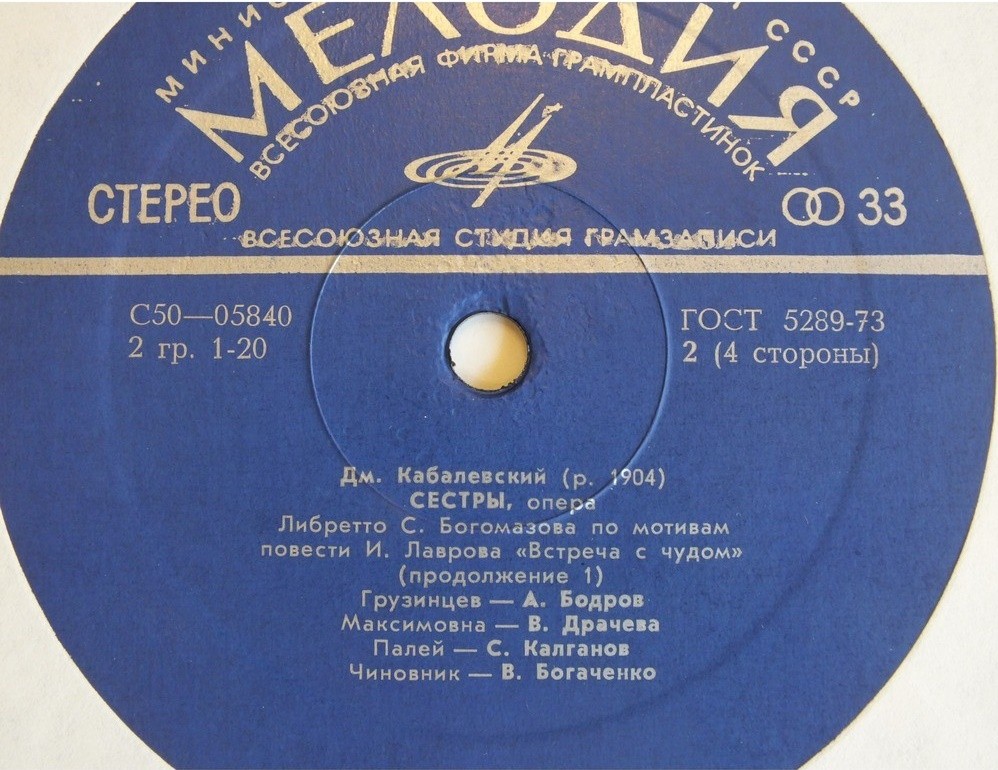 МИНИС СССР
МЕЛОДИЯ
ВСЕСОЮЗНАЯ ФИРМА ГРАМПЛАСТИНОК
СТЕРЕО
33
ВСЕСОЮЗНАЯ СТУДИЯ ГРАМЗАПИСИ
С50—05840
2 гр. 1-20
ГОСТ 5289-73
2 (4 стороны)
Дм. Кабалевский (р. 1904)
СЕСТРЫ, опера
Либретто С. Богомазова по мотивам
повести И. Лаврова «Встреча с чудом»
(продолжение 1)
Грузинцев — А. Бодров
Максимовна — В. Драчева
Палей — С. Калганов
Чиновник — В. Богаченко